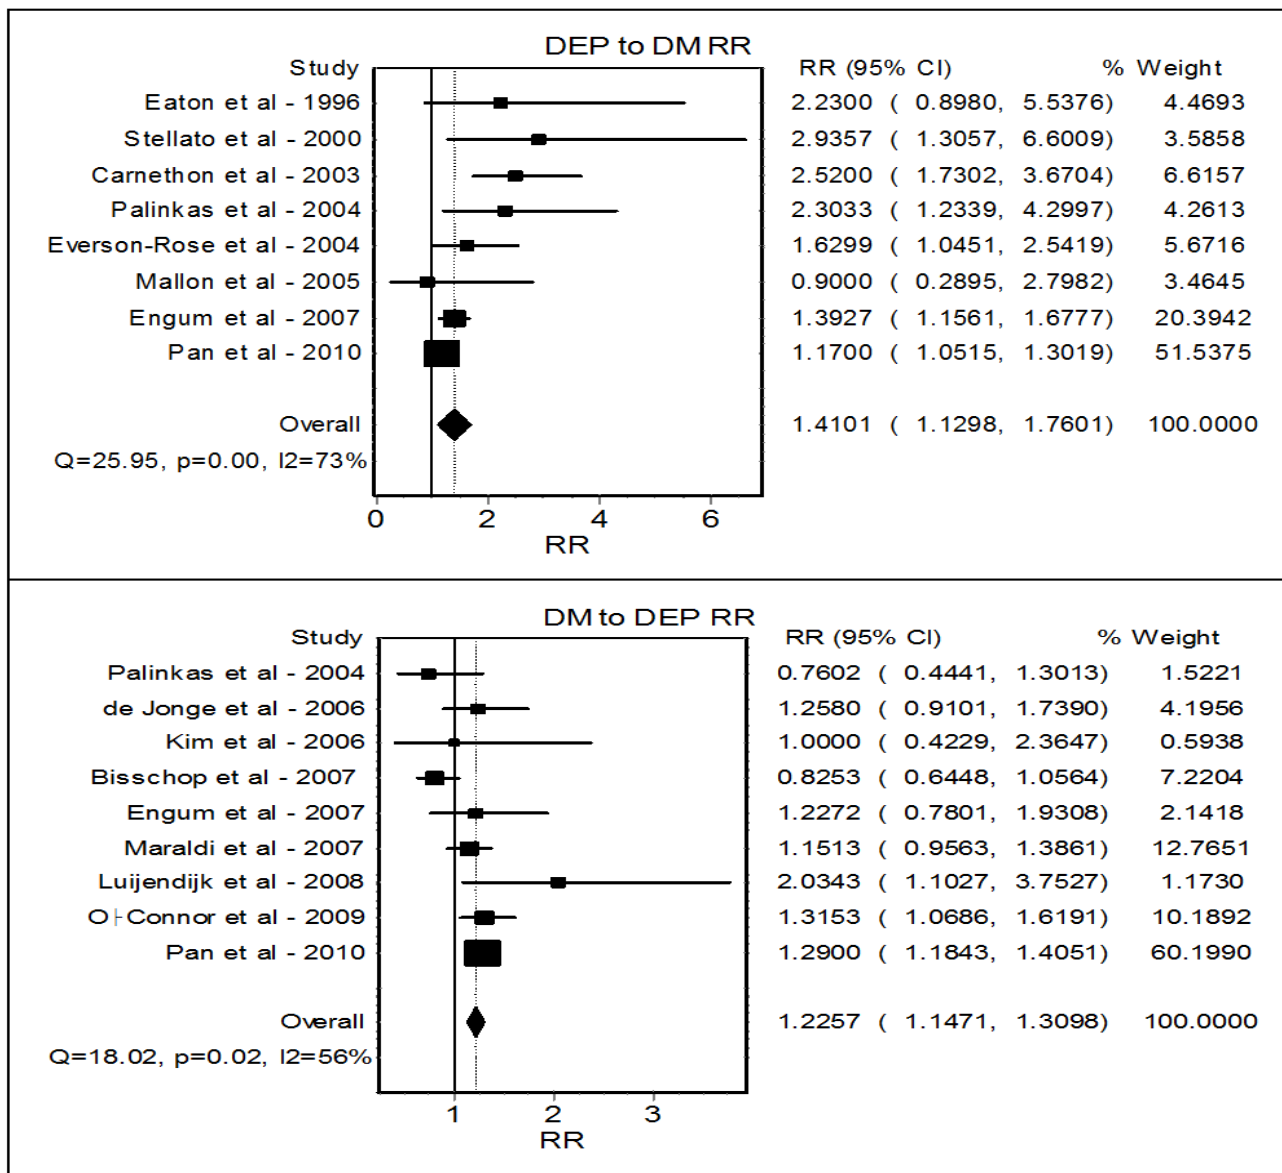 DEP to DM RR
Study RR (95% CI) % Weight
Eaton et al - 1996 2.2300 ( 0.8980, 5.5376) 4.4693
Stellato et al - 2000 2.9357 ( 1.3057, 6.6009) 3.5858
Carnethon et al - 2003 2.5200 ( 1.7302, 3.6704) 6.6157
Palinkas et al - 2004 2.3033 ( 1.2339, 4.2997) 4.2613
Everson-Rose et al - 2004 1.6299 ( 1.0451, 2.5419) 5.6716
Mallon et al - 2005 0.9000 ( 0.2895, 2.7982) 3.4645
Engum et al - 2007 1.3927 ( 1.1561, 1.6777) 20.3942
Pan et al - 2010 1.1700 ( 1.0515, 1.3019) 51.5375
Overall 1.4101 ( 1.1298, 1.7601) 100.0000
Q=25.95, p=0.00, I2=73%
0 2 4 6
RR
DM to DEP RR
Study RR (95% CI) % Weight
Palinkas et al - 2004 0.7602 ( 0.4441, 1.3013) 1.5221
de Jonge et al - 2006 1.2580 ( 0.9101, 1.7390) 4.1956
Kim et al - 2006 1.0000 ( 0.4229, 2.3647) 0.5938
Bisschop et al - 2007 0.8253 ( 0.6448, 1.0564) 7.2204
Engum et al - 2007 1.2272 ( 0.7801, 1.9308) 2.1418
Maraldi et al - 2007 1.1513 ( 0.9563, 1.3861) 12.7651
Luijendijk et al - 2008 2.0343 ( 1.1027, 3.7527) 1.1730
O├Connor et al - 2009 1.3153 ( 1.0686, 1.6191) 10.1892
Pan et al - 2010 1.2900 ( 1.1843, 1.4051) 60.1990
Overall 1.2257 ( 1.1471, 1.3098) 100.0000
Q=18.02, p=0.02, I2=56%
1 2 3
RR